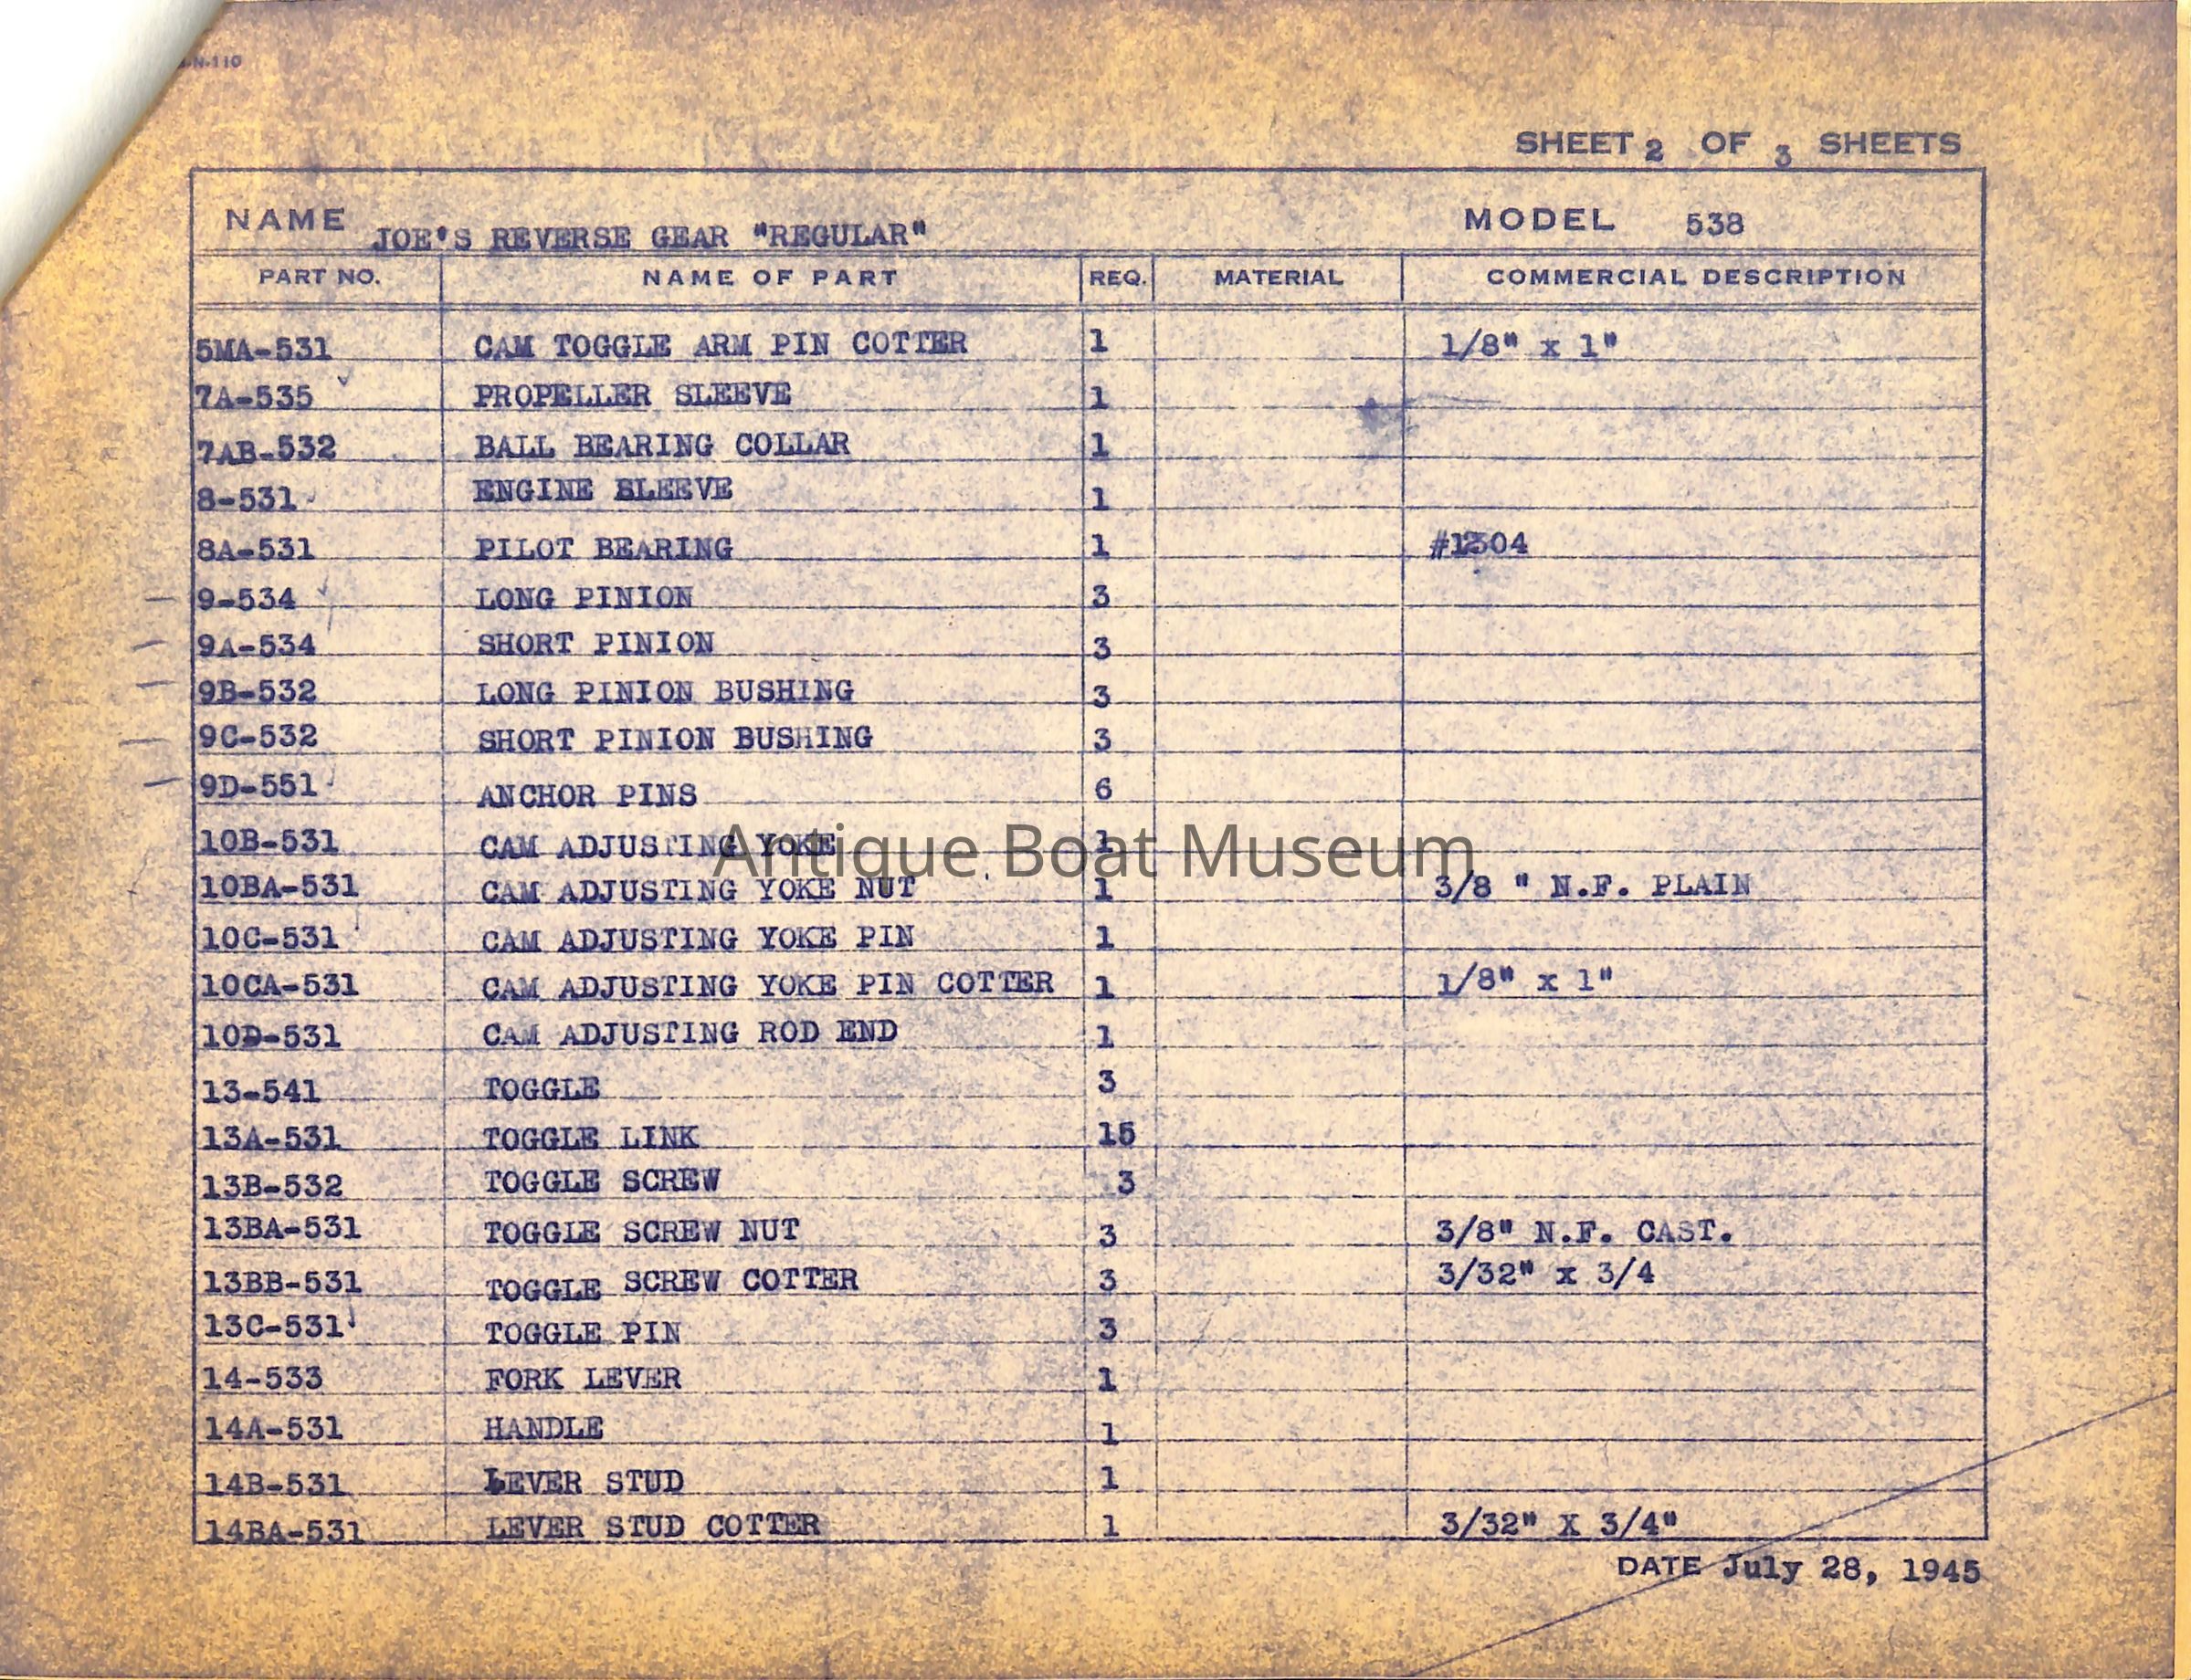 N-110
SHEET 2 OF 3 SHEETS
NAME JOE'S REVERSE GEAR "REGULAR" MODEL 538
PART NO. NAME OF PART REQ. MATERIAL COMMERCIAL DESCRIPTION
5MA-531 CAM TOGGLE ARM PIN COTTER 1 1/8" x 1"
7A-535 PROPELLER SLEEVE 1
7AB-532 BALL BEARING COLLAR 1
8-531 ENGINE SLEEVE 1
8A-531 PILOT BEARING 1
9-534 LONG PINION 3
9A-534 SHORT PINION 3
9B-532 LONG PINION BUSHING 3
9C-532 SHORT PINION BUSHING 3
9D-551 ANCHOR PINS 6
10B-531 CAM ADJUSTING YOKE 1
Antique Boat Museum
10BA-531 CAM ADJUSTING YOKE NUT 1 3/8 " N.F. PLAIN
10C-531 CAM ADJUSTING YOKE PIN 1
10CA-531 CAM ADJUSTING YOKE PIN COTTER 1 1/8" x 1"
10D-531 CAM ADJUSTING ROD END 1
13-541 TOGGLE 3
13A-531 TOGGLE LINK 15
13B-532 TOGGLE SCREW 3
13BA-531 TOGGLE SCREW NUT 3 3/8" N.F. CAST.
13BB-531 TOGGLE SCREW COTTER 3 3/32" x 3/4
13C-531 TOGGLE PIN 3
14-533 FORK LEVER 1
14A-531 HANDLE 1
14B-531 LEVER STUD 1
14BA-531 LEVER STUD COTTER 1 3/32" X 3/4"
DATE July 28, 1945